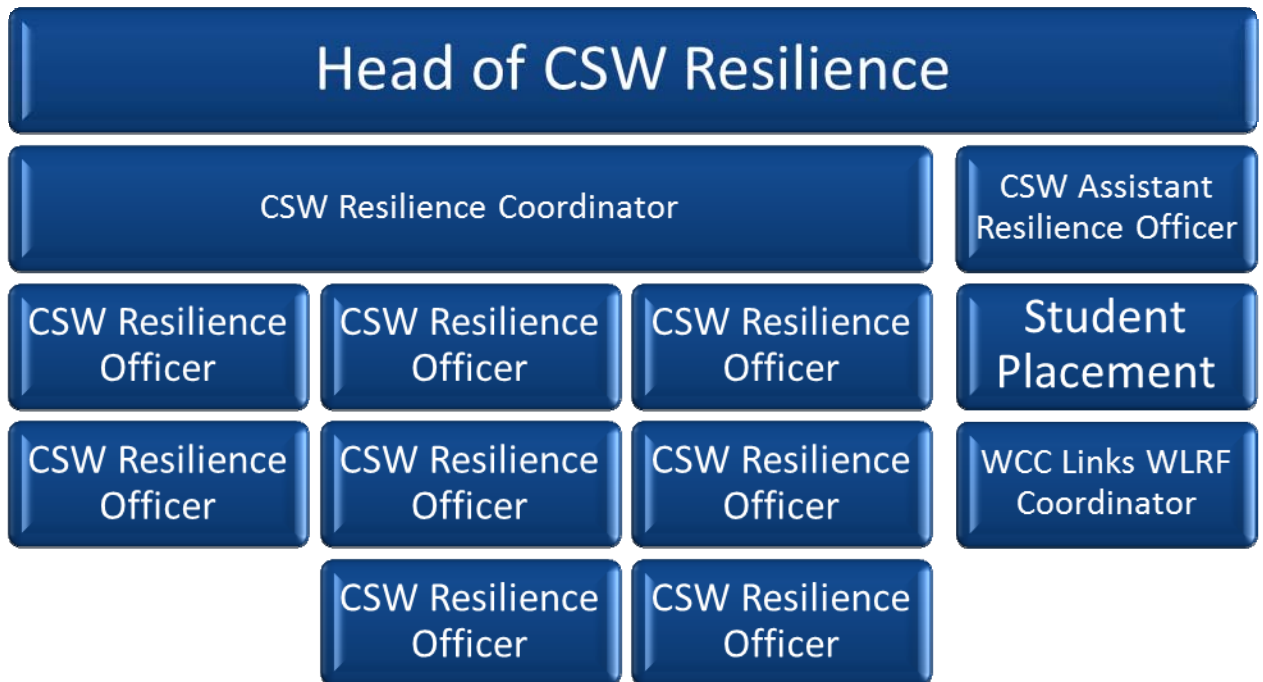 Head of CSW Resilience
CSW Resilience Coordinator
CSW Assistant
Resilience Officer
CSW Resilience
Officer
CSW Resilience
Officer
CSW Resilience
Officer
Student
Placement
CSW Resilience
Officer
CSW Resilience
Officer
CSW Resilience
Officer
WCC Links WLRF
Coordinator
CSW Resilience
Officer
CSW Resilience
Officer